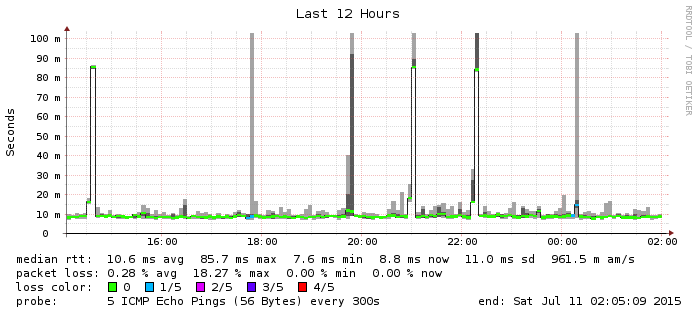 Last 12 Hours
RRDTOOL / TOBI OETIKER
Seconds
100 m
90 m
80 m
70 m
60 m
50 m
40 m
30 m
20 m
10 m
0
16:00 18:00 20:00 22:00 00:00 02:00
median rtt: 10.6 ms avg 85.7 ms max 7.6 ms min 8.8 ms now 11.0 ms sd 961.5 m am/s
packet loss: 0.28 % avg 18.27 % max 0.00 % min 0.00 % now
loss color: 0 1/5 2/5 3/5 4/5
probe: 5 ICMP Echo Pings (56 Bytes) every 300s end: Sat Jul 11 02:05:09 2015